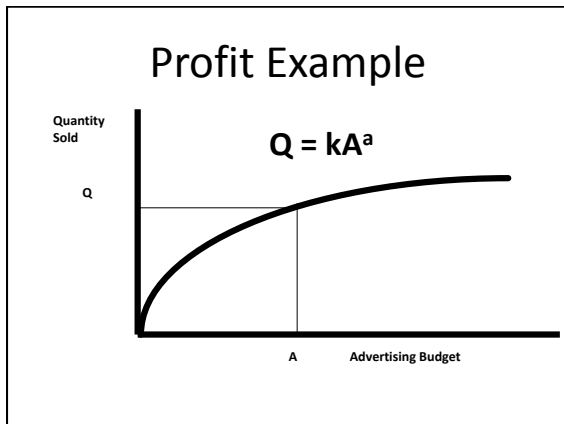 Profit Example
Quantity
Sold
Q = kAᵃ
Q
A
Advertising Budget